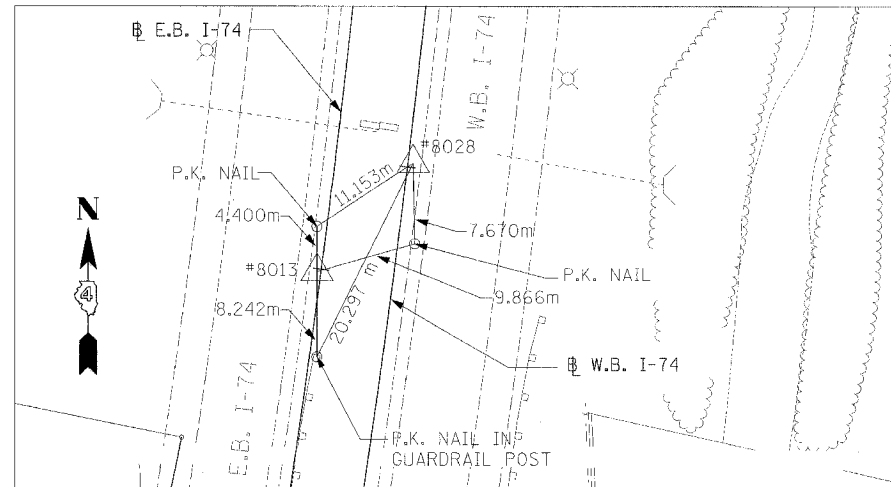 ℄ E.B. I-74
W.B. I-74
#8028
P.K. NAIL
11.153m
N
4.400m
7.670m
#8013
P.K. NAIL
4
9.866m
8.242m
20.297 m
℄ W.B. I-74
E.B. I-74
P.K. NAIL IN
GUARDRAIL POST